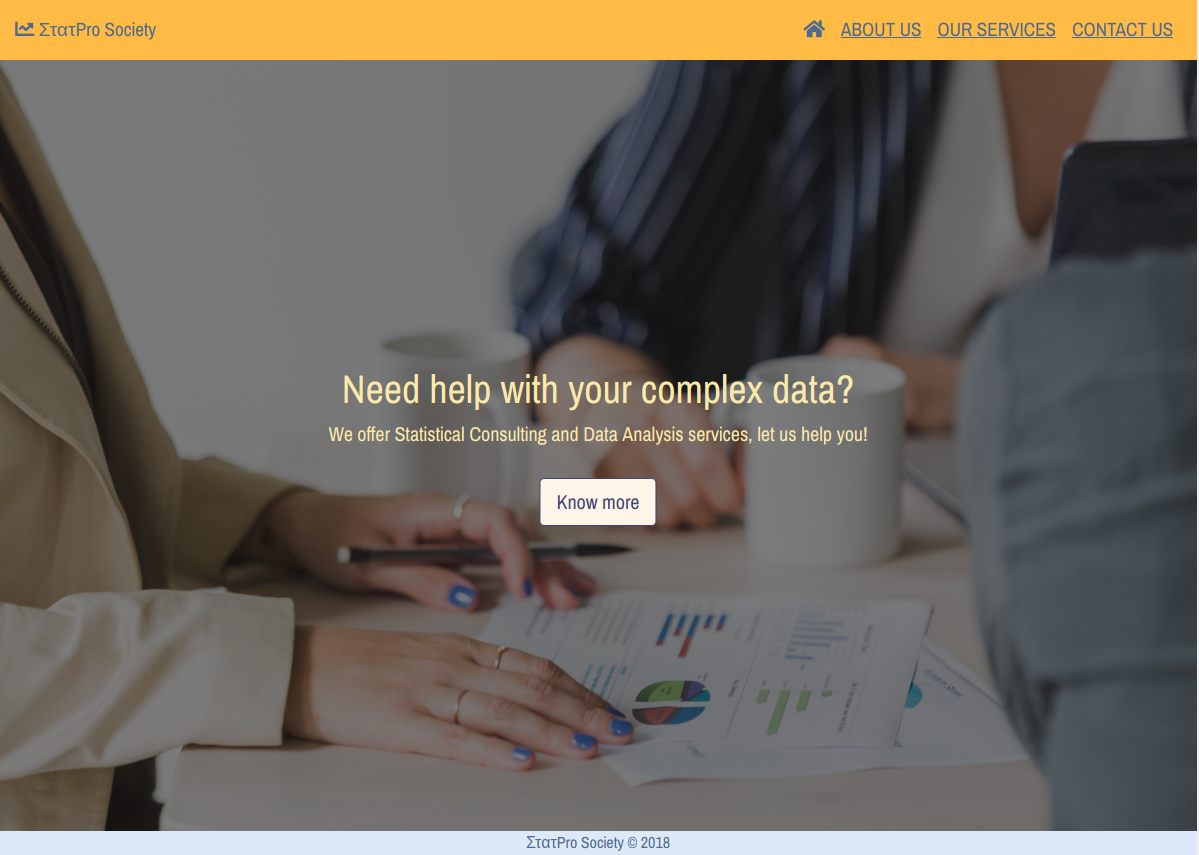 ΣτατPro Society
ABOUT US OUR SERVICES CONTACT US
Need help with your complex data?
We offer Statistical Consulting and Data Analysis services, let us help you!
Know more
ΣτατPro Society © 2018